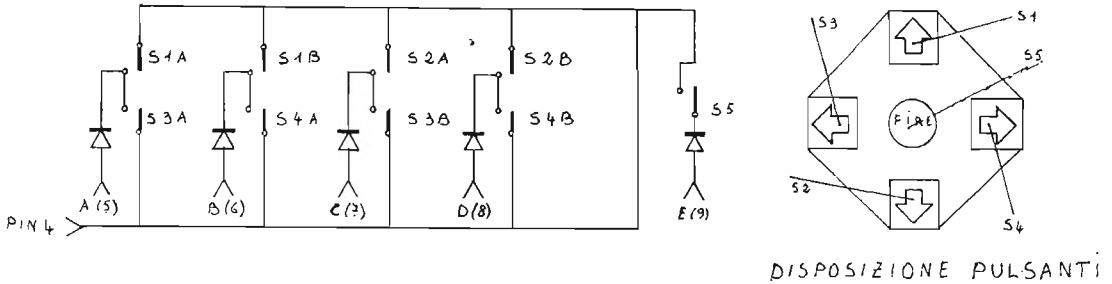 S1A
S1B
S2A
S2B
S3A
S4A
S3B
S4B
S5
A(5)
B(6)
C(7)
D(8)
E(9)
PIN 4
S3
S1
S5
FIRE
S2
S4
DISPOSIZIONE PULSANTI